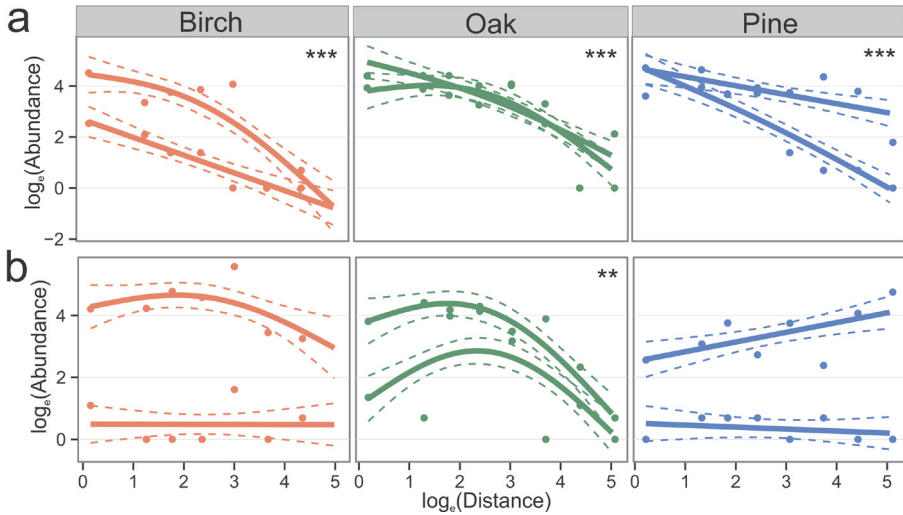 a
Birch
Oak
Pine
***
***
***
logₑ(Abundance)
4
2
0
−2
b
**
logₑ(Abundance)
4
2
0
0 1 2 3 4 5
0 1 2 3 4 5
0 1 2 3 4 5
logₑ(Distance)